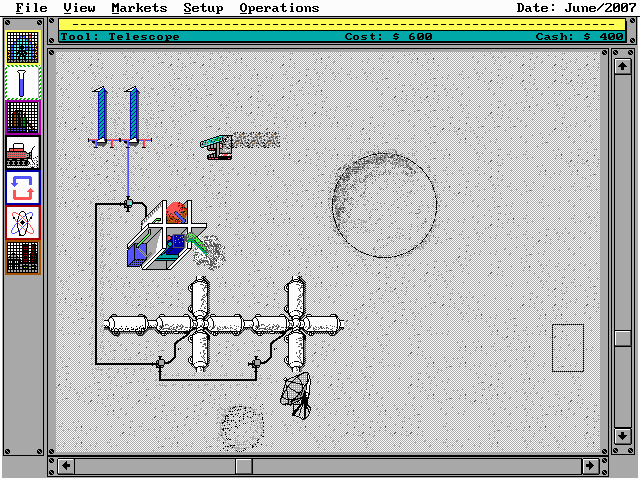 File View Markets Setup Operations Date: June/2007
Tool: Telescope Cost: $ 600 Cash: $ 400